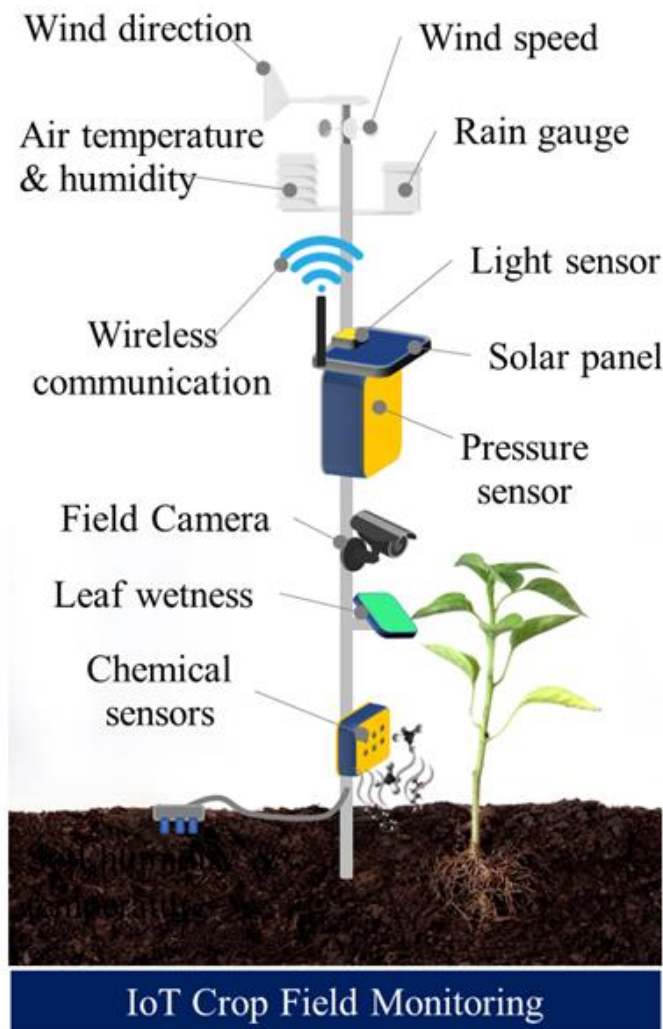 Wind direction
Wind speed
Air temperature
& humidity
Rain gauge
Light sensor
Wireless
communication
Solar panel
Pressure
sensor
Field Camera
Leaf wetness
Chemical
sensors
temperature
IoT Crop Field Monitoring